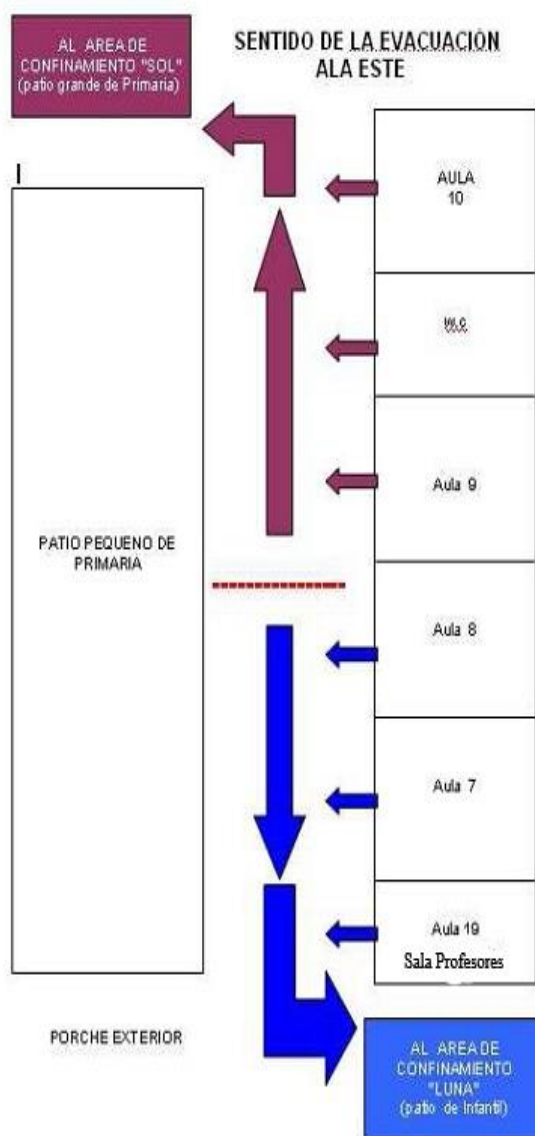 AL AREA DE
CONFINAMIENTO "SOL"
(patio grande de Primaria)
SENTIDO DE LA EVACUACIÓN
ALA ESTE
AULA
10
w.c
Aula 9
PATIO PEQUENO DE
PRIMARIA
Aula 8
Aula 7
Aula 19
Sala Profesores
PORCHE EXTERIOR
AL AREA DE
CONFINAMIENTO
"LUNA"
(patio de Infantil)